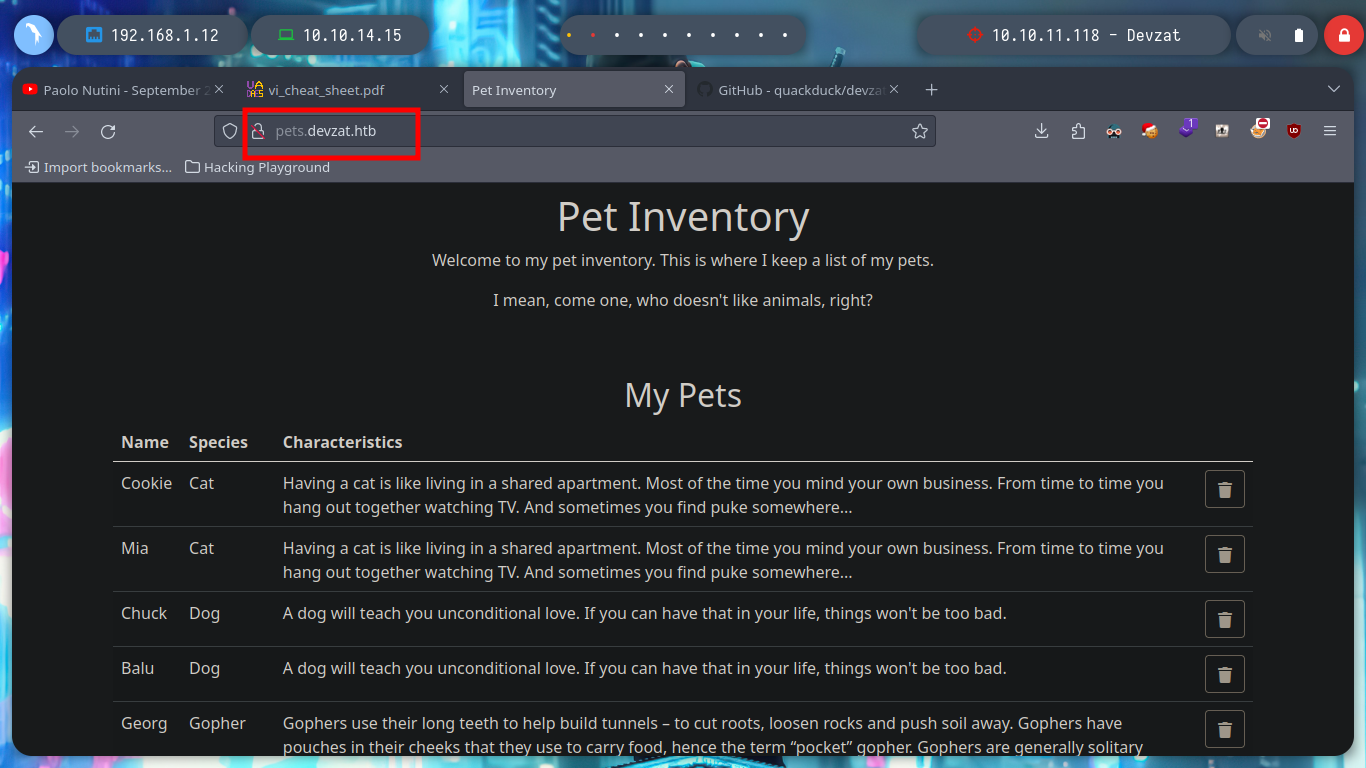 192.168.1.12
10.10.14.15
10.10.11.118 - Devzat
Paolo Nutini - September
vi_cheat_sheet.pdf
Pet Inventory
GitHub - quackduck/devza
pets.devzat.htb
1
Import bookmarks...
Hacking Playground
Pet Inventory
Welcome to my pet inventory. This is where I keep a list of my pets.
I mean, come one, who doesn't like animals, right?
My Pets
Name Species Characteristics
Cookie Cat Having a cat is like living in a shared apartment. Most of the time you mind your own business. From time to time you
hang out together watching TV. And sometimes you find puke somewhere...
Mia Cat Having a cat is like living in a shared apartment. Most of the time you mind your own business. From time to time you
hang out together watching TV. And sometimes you find puke somewhere...
Chuck Dog A dog will teach you unconditional love. If you can have that in your life, things won't be too bad.
Balu Dog A dog will teach you unconditional love. If you can have that in your life, things won't be too bad.
Georg Gopher Gophers use their long teeth to help build tunnels – to cut roots, loosen rocks and push soil away. Gophers have
pouches in their cheeks that they use to carry food, hence the term “pocket” gopher. Gophers are generally solitary